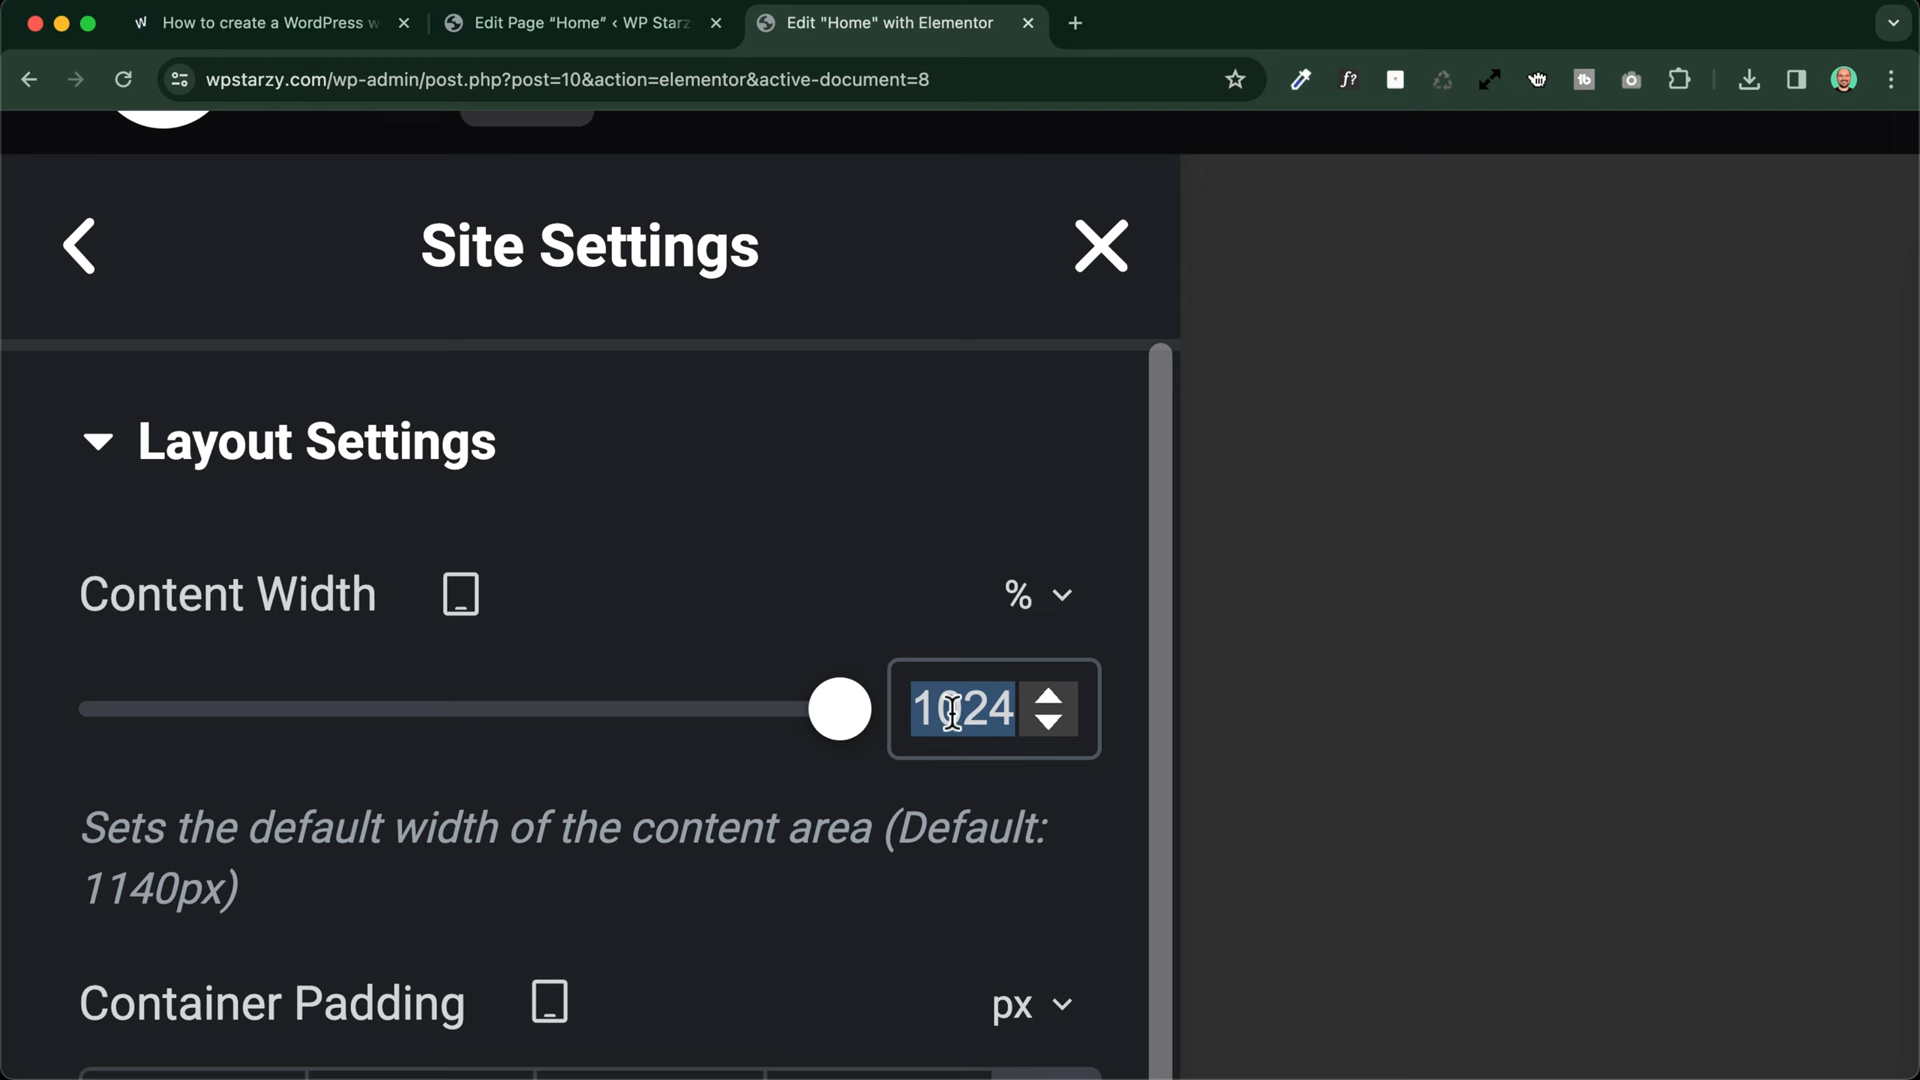 How to create a WordPress w
Edit Page “Home” ‹ WP Starz
Edit "Home" with Elementor
wpstarzy.com/wp-admin/post.php?post=10&action=elementor&active-document=8
f?
tb
Site Settings
Layout Settings
Content Width
%
1024
Sets the default width of the content area (Default:
1140px)
Container Padding
px